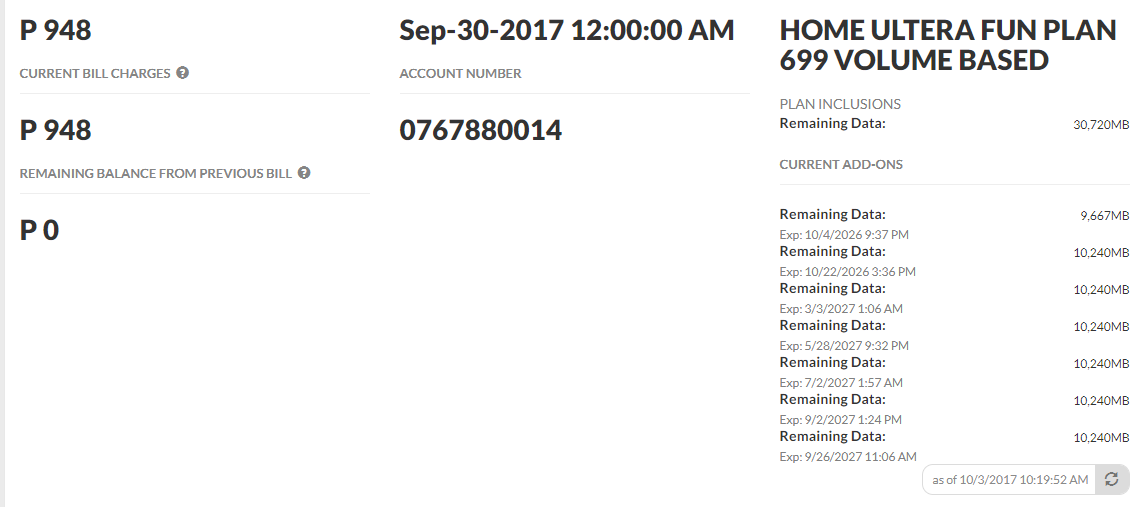 P 948
CURRENT BILL CHARGES ?
P 948
REMAINING BALANCE FROM PREVIOUS BILL ?
P 0
Sep-30-2017 12:00:00 AM
ACCOUNT NUMBER
0767880014
HOME ULTERA FUN PLAN
699 VOLUME BASED
PLAN INCLUSIONS
Remaining Data: 30,720MB
CURRENT ADD-ONS
Remaining Data: 9,667MB
Exp: 10/4/2026 9:37 PM
Remaining Data: 10,240MB
Exp: 10/22/2026 3:36 PM
Remaining Data: 10,240MB
Exp: 3/3/2027 1:06 AM
Remaining Data: 10,240MB
Exp: 5/28/2027 9:32 PM
Remaining Data: 10,240MB
Exp: 7/2/2027 1:57 AM
Remaining Data: 10,240MB
Exp: 9/2/2027 1:24 PM
Remaining Data: 10,240MB
Exp: 9/26/2027 11:06 AM
as of 10/3/2017 10:19:52 AM